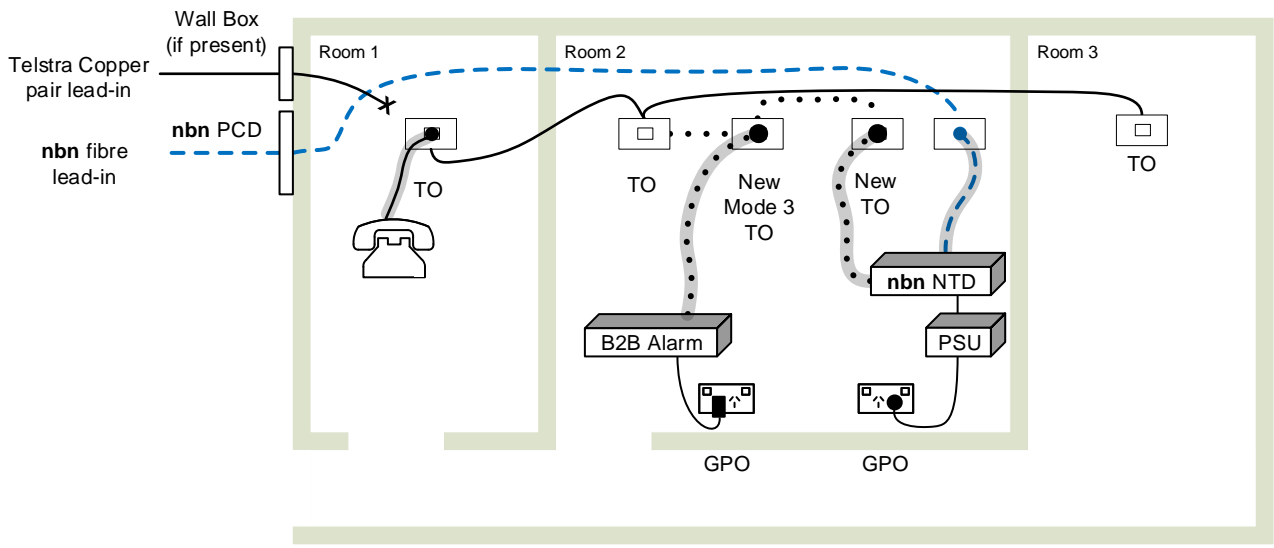 Wall Box
(if present)
Telstra Copper
pair lead-in
nbn PCD
nbn fibre
lead-in
Room 1
Room 2
Room 3
TO
TO
New
Mode 3
TO
New
TO
TO
nbn NTD
B2B Alarm
PSU
GPO
GPO